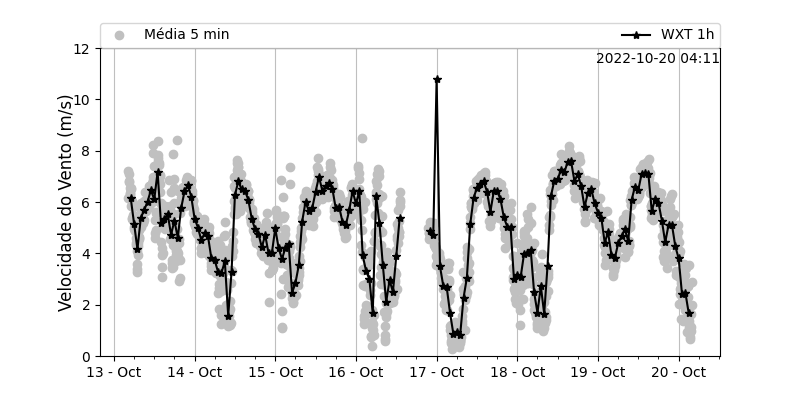 Média 5 min
WXT 1h
2022-10-20 04:11
Velocidade do Vento (m/s)
12
10
8
6
4
2
0
13 - Oct
14 - Oct
15 - Oct
16 - Oct
17 - Oct
18 - Oct
19 - Oct
20 - Oct